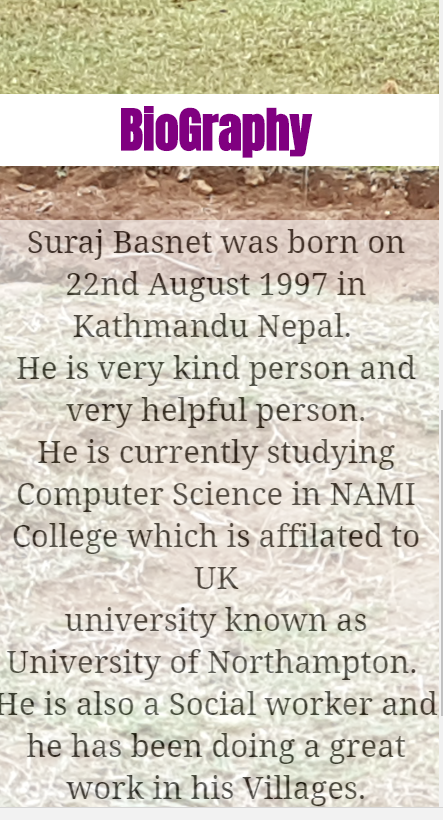 BioGraphy
Suraj Basnet was born on
22nd August 1997 in
Kathmandu Nepal.
He is very kind person and
very helpful person.
He is currently studying
Computer Science in NAMI
College which is affilated to
UK
university known as
University of Northampton.
He is also a Social worker and
he has been doing a great
work in his Villages.